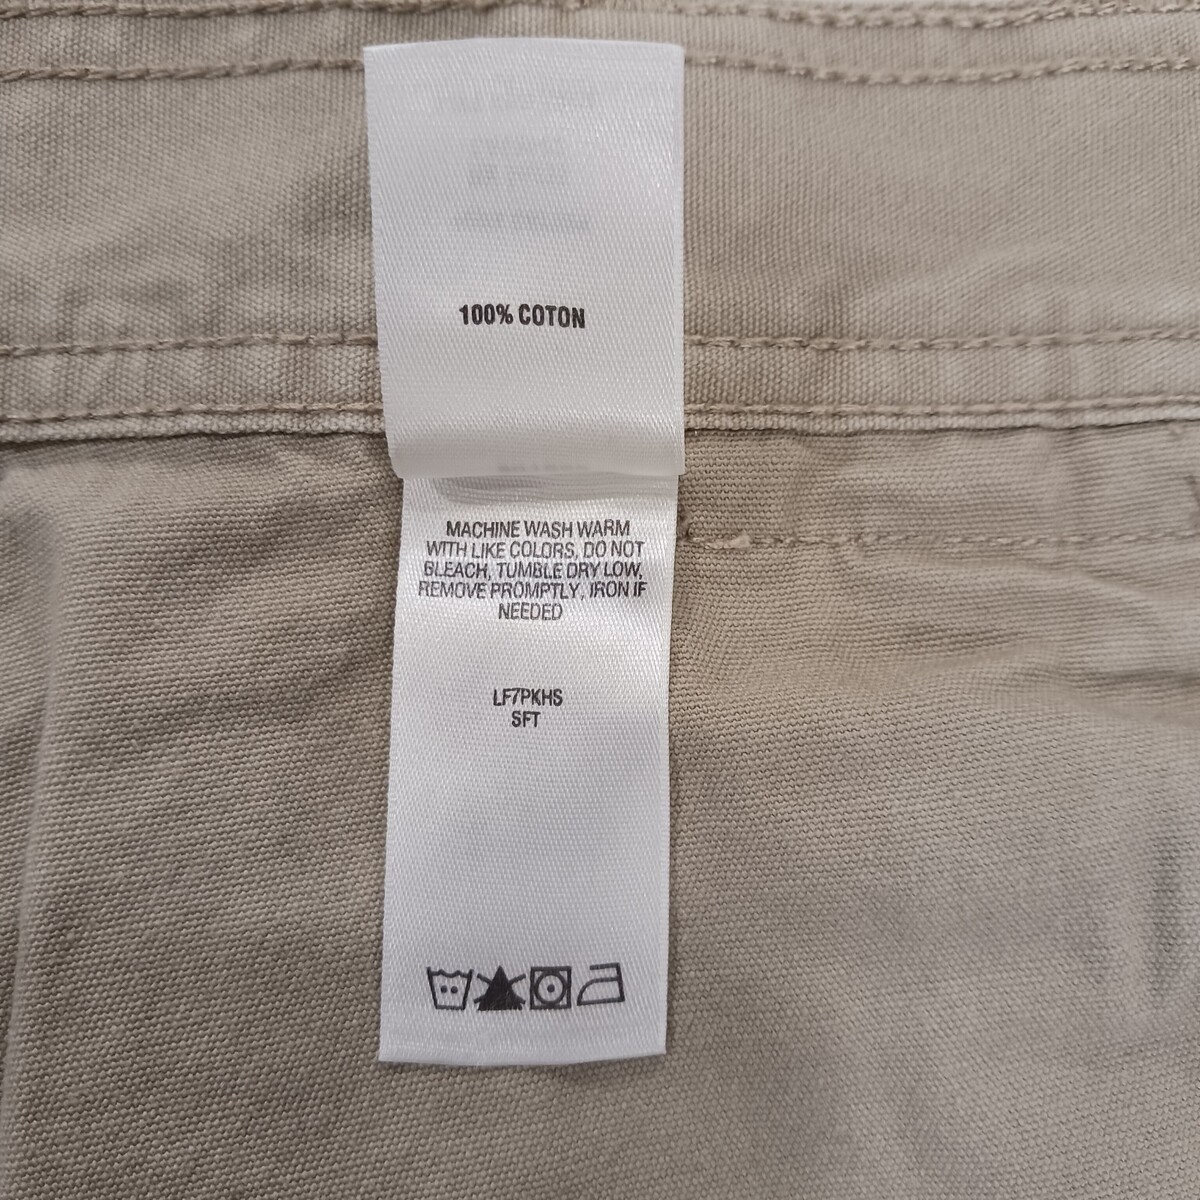 100% COTON
MACHINE WASH WARM
WITH LIKE COLORS, DO NOT
BLEACH, TUMBLE DRY LOW,
REMOVE PROMPTLY, IRON IF
NEEDED
LF7PKHS
SFT